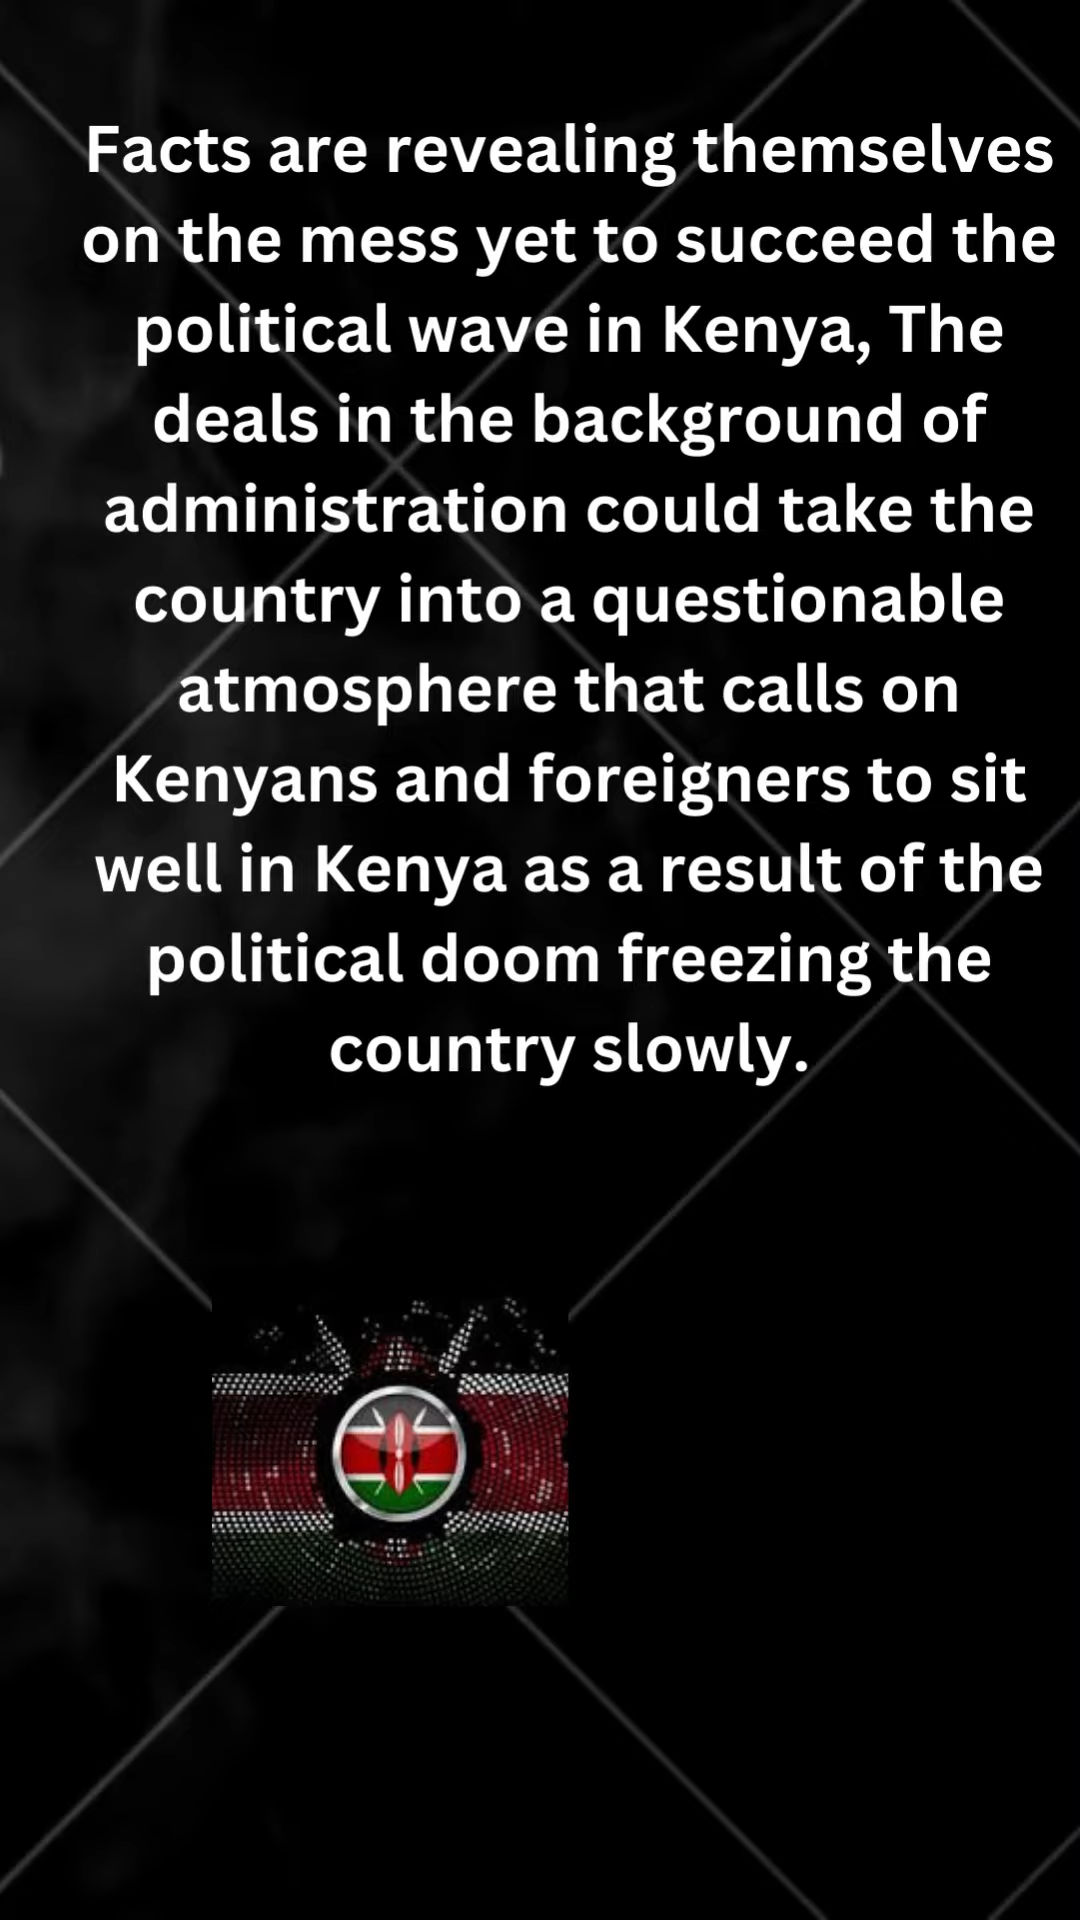 Facts are revealing themselves
on the mess yet to succeed the
political wave in Kenya, The
deals in the background of
administration could take the
country into a questionable
atmosphere that calls on
Kenyans and foreigners to sit
well in Kenya as a result of the
political doom freezing the
country slowly.